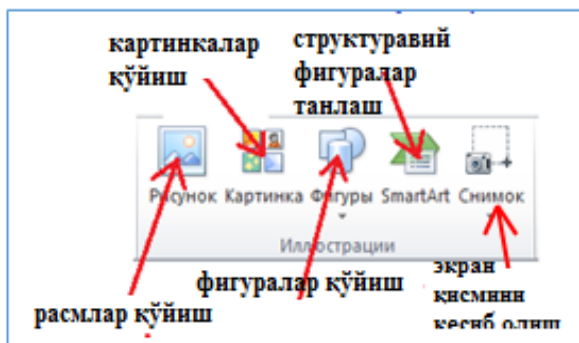 картинкалар
қўйиш
структуравий
фигуралар
танлаш
Рисунок Картинка Фигуры SmartArt Снимок
Иллюстрации
расмлар қўйиш
фигуралар қўйиш
экран
қисмини
кесиб олиш